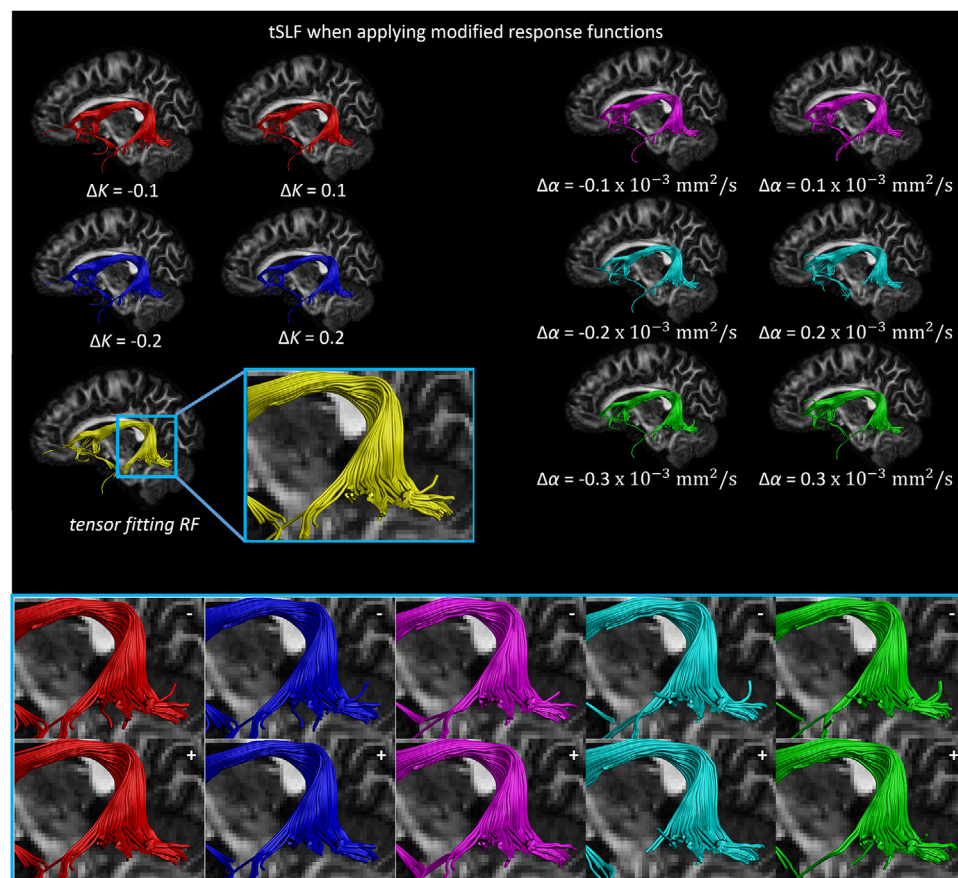 tSLF when applying modified response functions
ΔK = -0.1
ΔK = 0.1
Δα = -0.1 x 10⁻³ mm²/s
Δα = 0.1 x 10⁻³ mm²/s
ΔK = -0.2
ΔK = 0.2
Δα = -0.2 x 10⁻³ mm²/s
Δα = 0.2 x 10⁻³ mm²/s
tensor fitting RF
Δα = -0.3 x 10⁻³ mm²/s
Δα = 0.3 x 10⁻³ mm²/s
- - - - -
+ + + + +